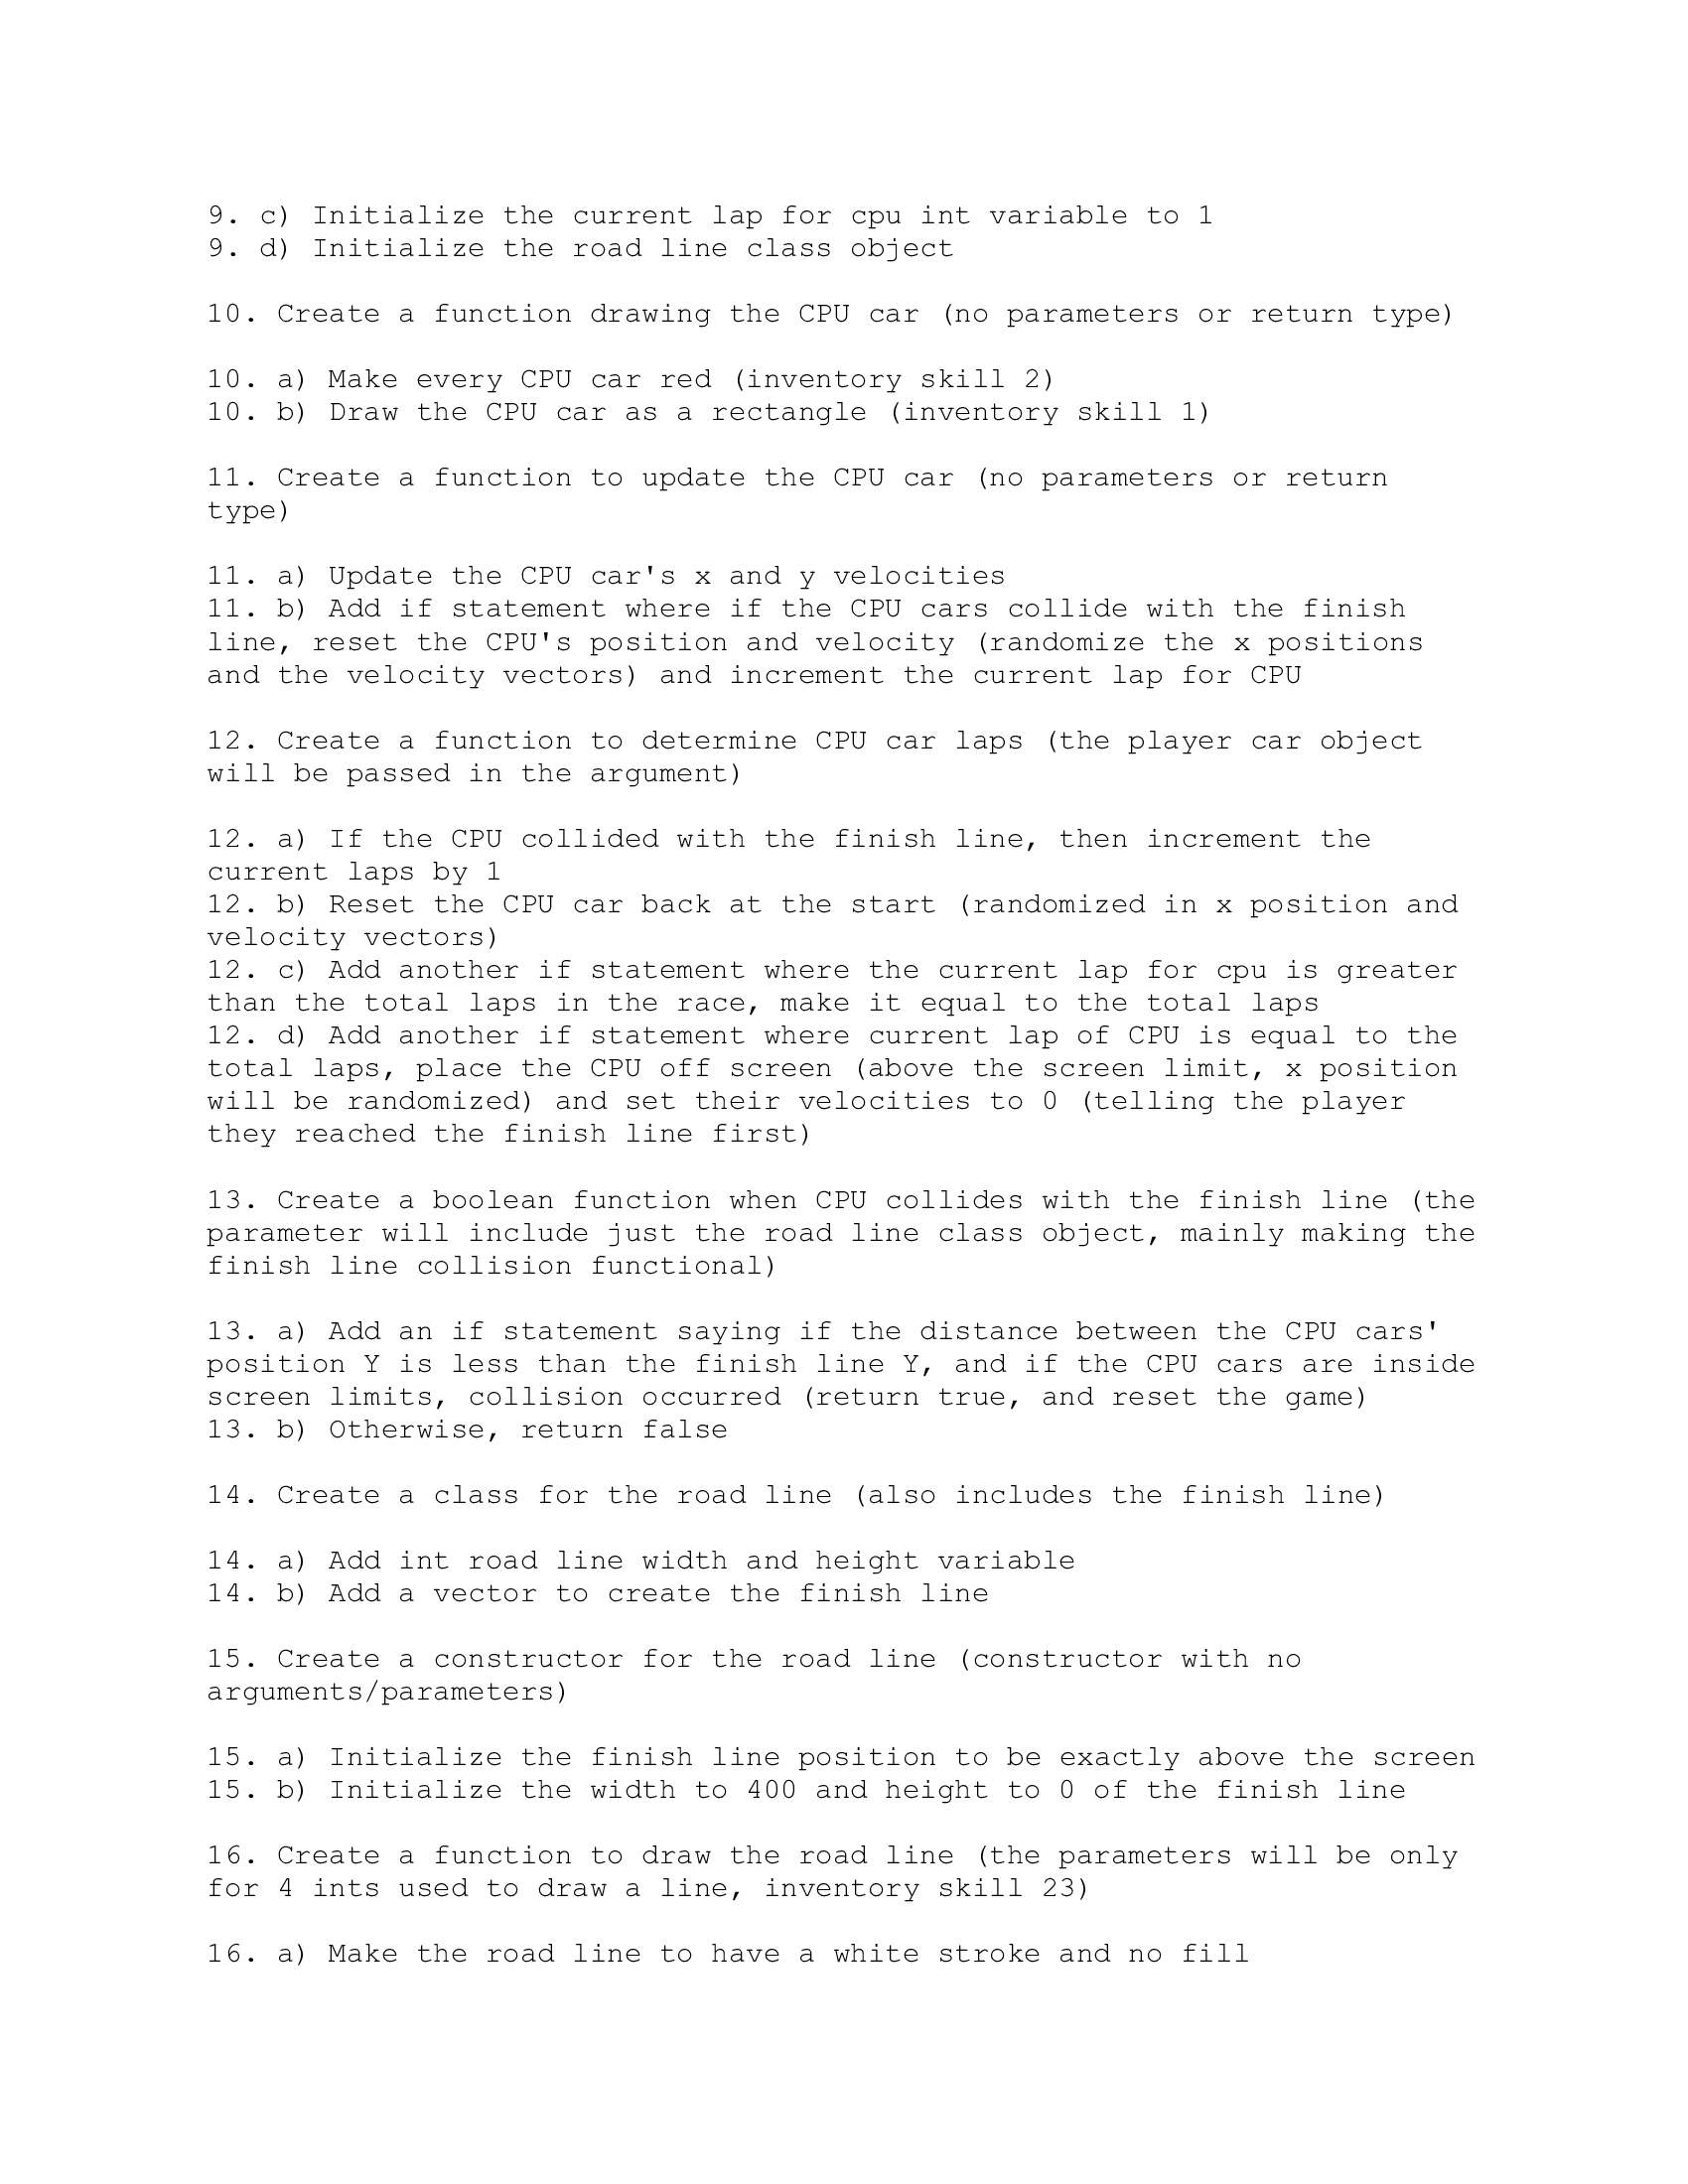 9. c) Initialize the current lap for cpu int variable to 1
9. d) Initialize the road line class object
10. Create a function drawing the CPU car (no parameters or return type)
10. a) Make every CPU car red (inventory skill 2)
10. b) Draw the CPU car as a rectangle (inventory skill 1)
11. Create a function to update the CPU car (no parameters or return
type)
11. a) Update the CPU car's x and y velocities
11. b) Add if statement where if the CPU cars collide with the finish
line, reset the CPU's position and velocity (randomize the x positions
and the velocity vectors) and increment the current lap for CPU
12. Create a function to determine CPU car laps (the player car object
will be passed in the argument)
12. a) If the CPU collided with the finish line, then increment the
current laps by 1
12. b) Reset the CPU car back at the start (randomized in x position and
velocity vectors)
12. c) Add another if statement where the current lap for cpu is greater
than the total laps in the race, make it equal to the total laps
12. d) Add another if statement where current lap of CPU is equal to the
total laps, place the CPU off screen (above the screen limit, x position
will be randomized) and set their velocities to 0 (telling the player
they reached the finish line first)
13. Create a boolean function when CPU collides with the finish line (the
parameter will include just the road line class object, mainly making the
finish line collision functional)
13. a) Add an if statement saying if the distance between the CPU cars'
position Y is less than the finish line Y, and if the CPU cars are inside
screen limits, collision occurred (return true, and reset the game)
13. b) Otherwise, return false
14. Create a class for the road line (also includes the finish line)
14. a) Add int road line width and height variable
14. b) Add a vector to create the finish line
15. Create a constructor for the road line (constructor with no
arguments/parameters)
15. a) Initialize the finish line position to be exactly above the screen
15. b) Initialize the width to 400 and height to 0 of the finish line
16. Create a function to draw the road line (the parameters will be only
for 4 ints used to draw a line, inventory skill 23)
16. a) Make the road line to have a white stroke and no fill